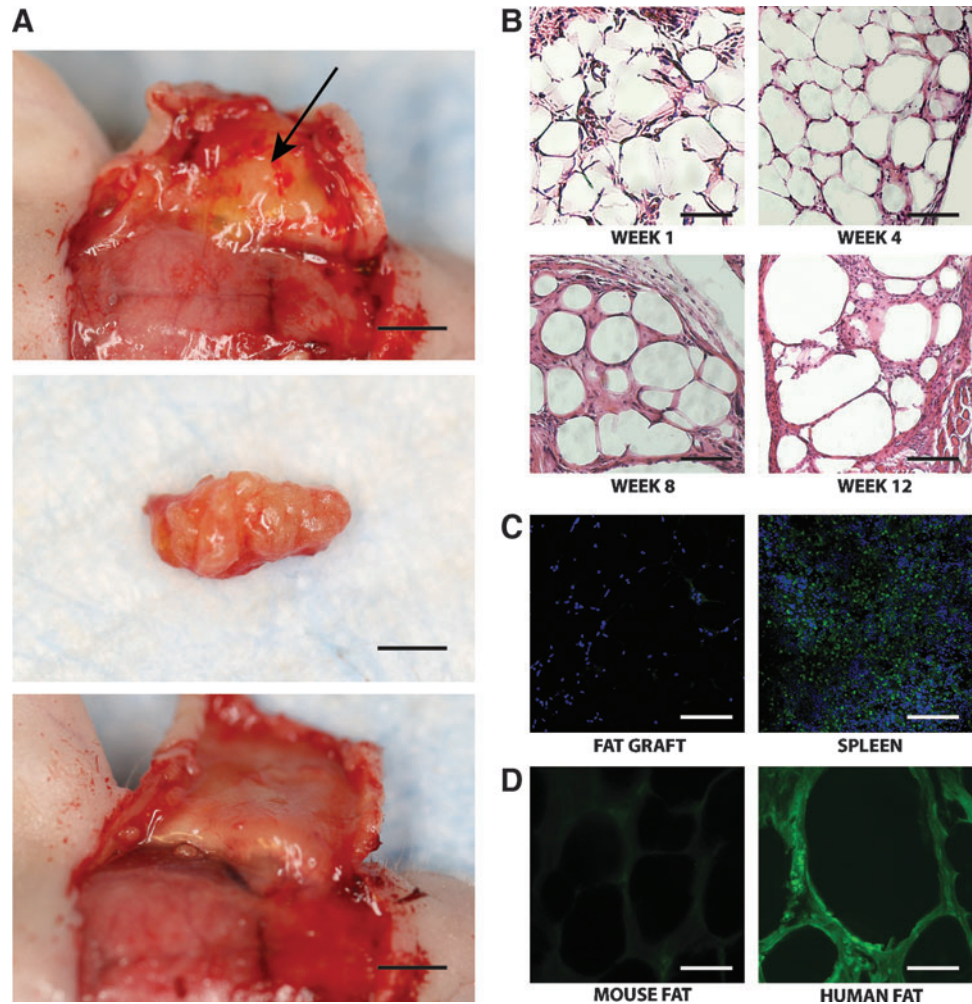 A
B
WEEK 1
WEEK 4
WEEK 8
WEEK 12
C
FAT GRAFT
SPLEEN
D
MOUSE FAT
HUMAN FAT